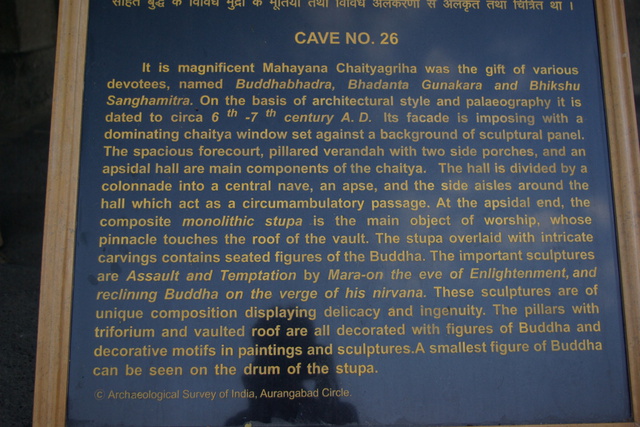 सहित बुद्ध के विविध मुद्रा के मूर्तियों तथा विविध अलंकरणों से अलंकृत तथा चित्रित था ।
CAVE NO. 26
It is magnificent Mahayana Chaityagriha was the gift of various
devotees, named Buddhabhadra, Bhadanta Gunakara and Bhikshu
Sanghamitra. On the basis of architectural style and palaeography it is
dated to circa 6 th -7 th century A. D. Its facade is imposing with a
dominating chaitya window set against a background of sculptural panel.
The spacious forecourt, pillared verandah with two side porches, and an
apsidal hall are main components of the chaitya. The hall is divided by a
colonnade into a central nave, an apse, and the side aisles around the
hall which act as a circumambulatory passage. At the apsidal end, the
composite monolithic stupa is the main object of worship, whose
pinnacle touches the roof of the vault. The stupa overlaid with intricate
carvings contains seated figures of the Buddha. The important sculptures
are Assault and Temptation by Mara-on the eve of Enlightenment, and
reclining Buddha on the verge of his nirvana. These sculptures are of
unique composition displaying delicacy and ingenuity. The pillars with
triforium and vaulted roof are all decorated with figures of Buddha and
decorative motifs in paintings and sculptures.A smallest figure of Buddha
can be seen on the drum of the stupa.
© Archaeological Survey of India, Aurangabad Circle.